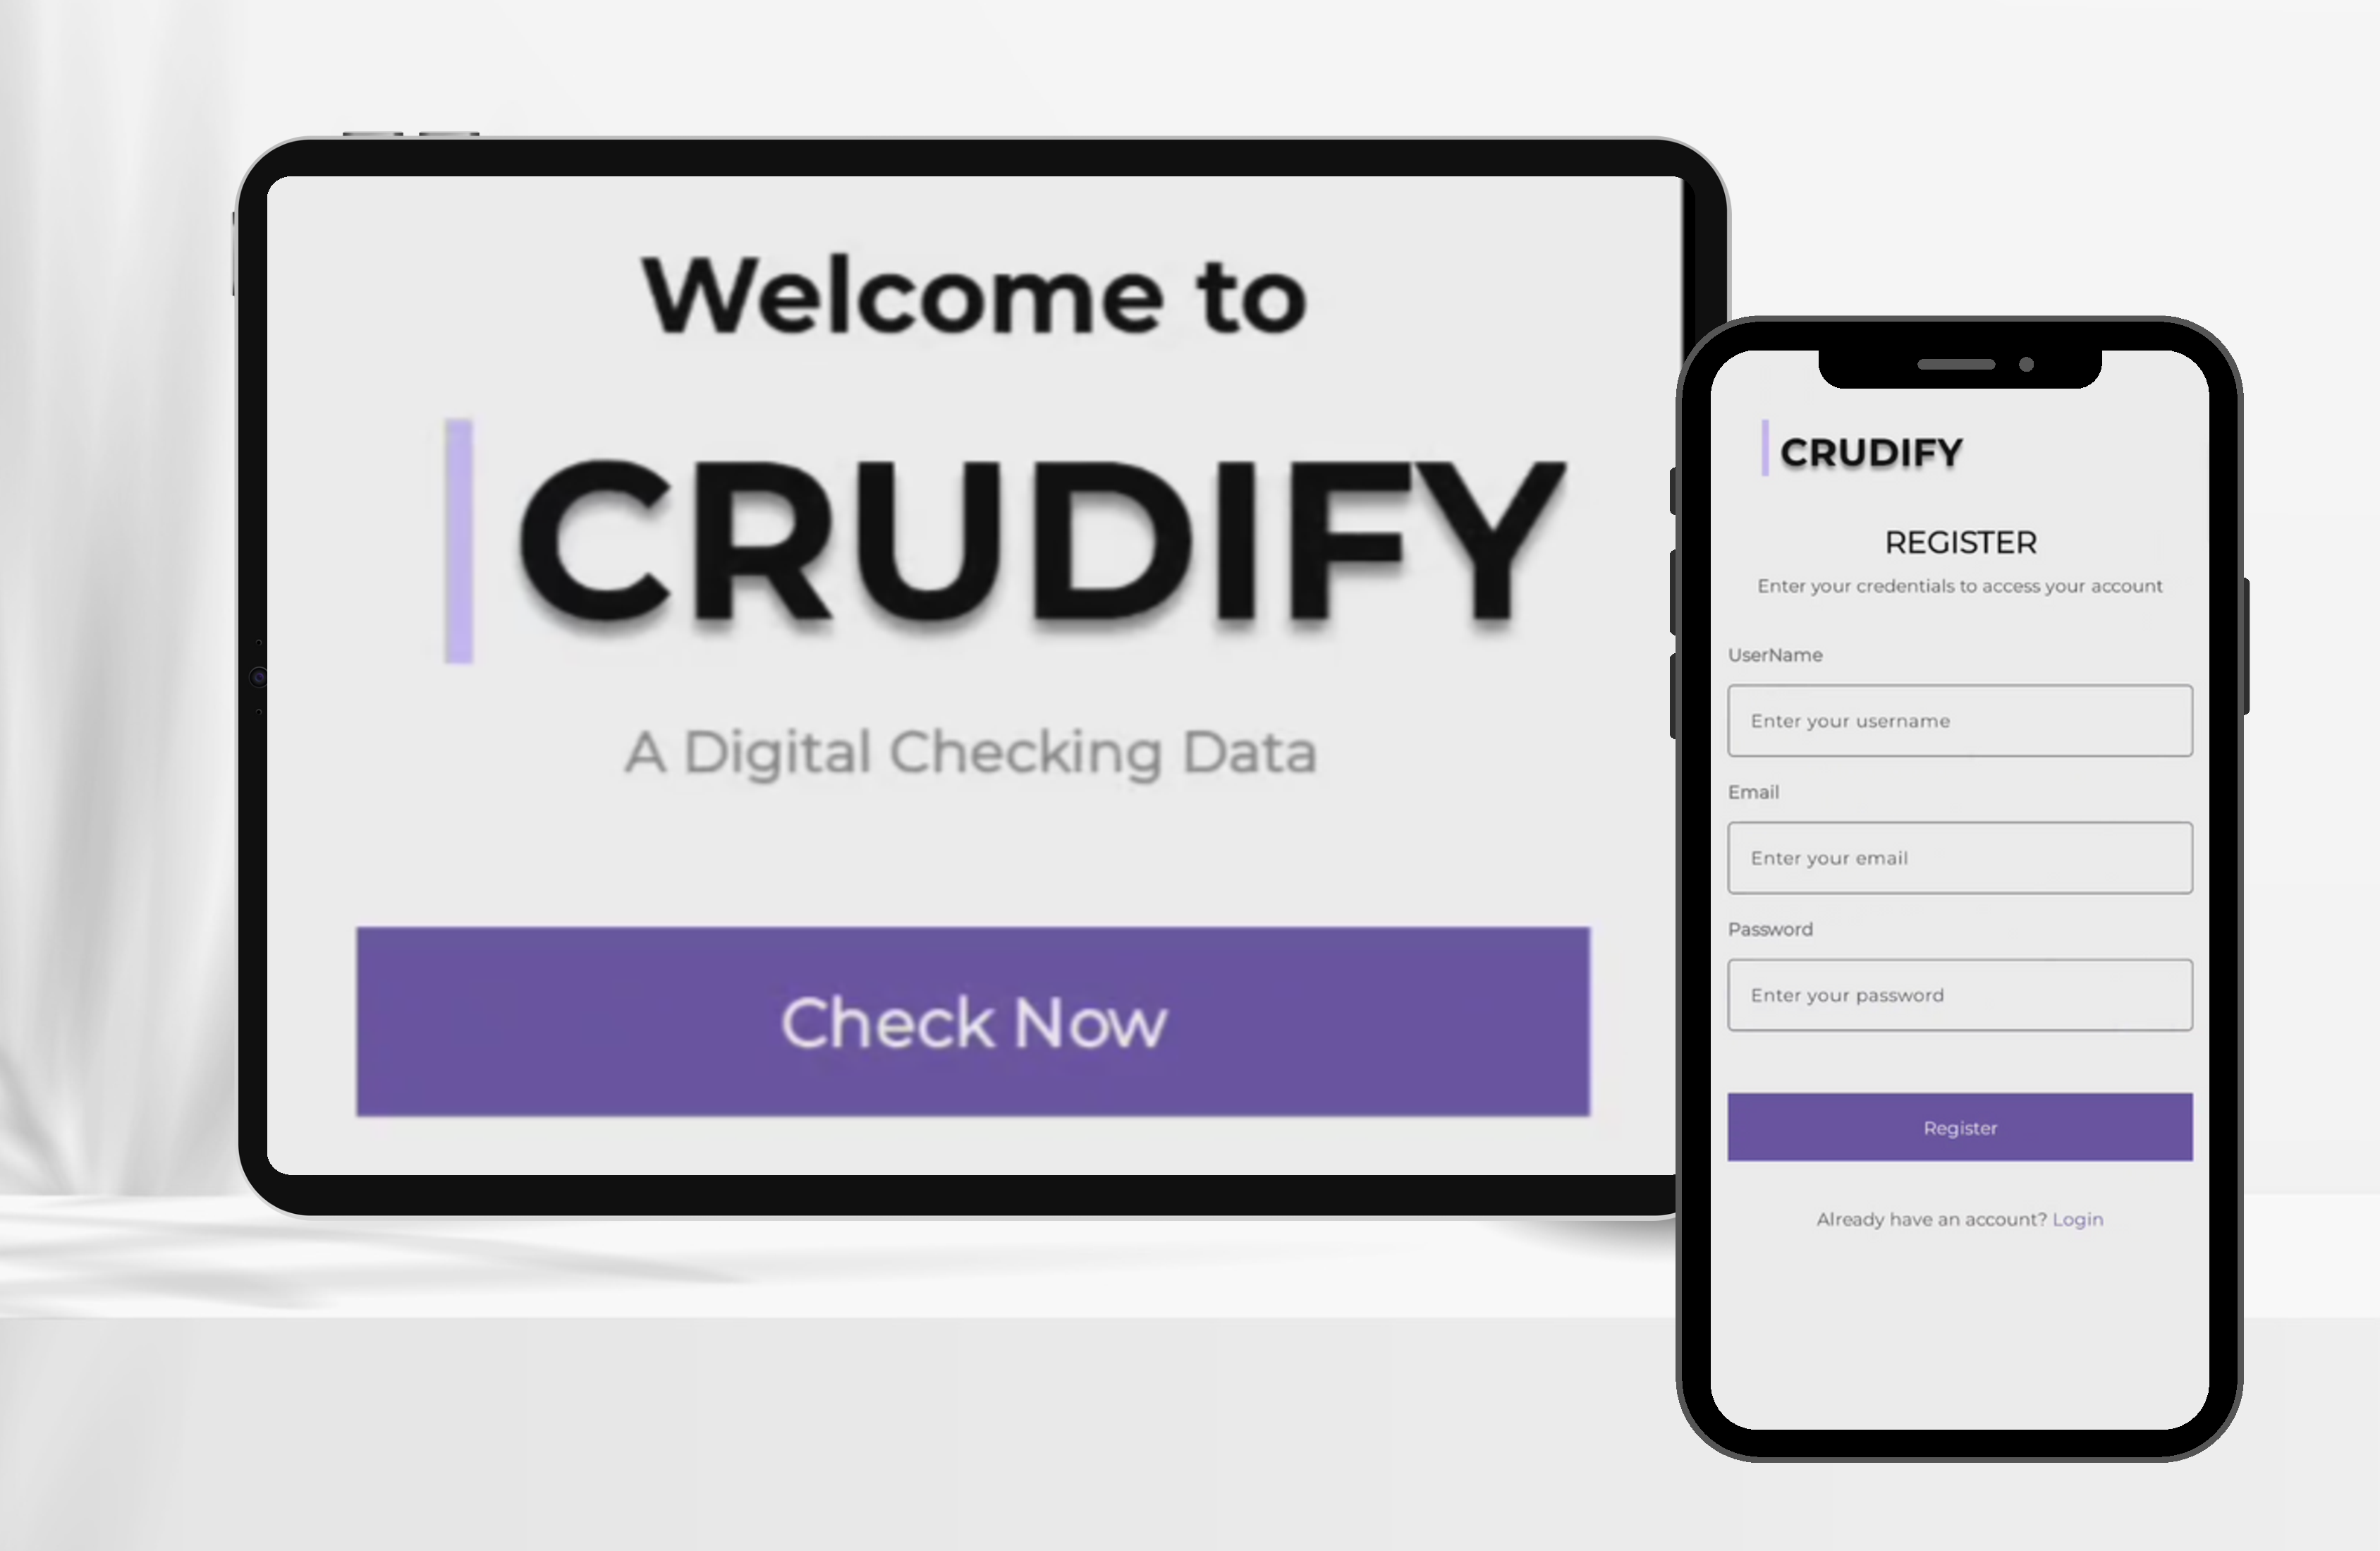 Welcome to
CRUDIFY
A Digital Checking Data
Check Now
CRUDIFY
REGISTER
Enter your credentials to access your account
UserName
Enter your username
Email
Enter your email
Password
Enter your password
Register
Already have an account? Login